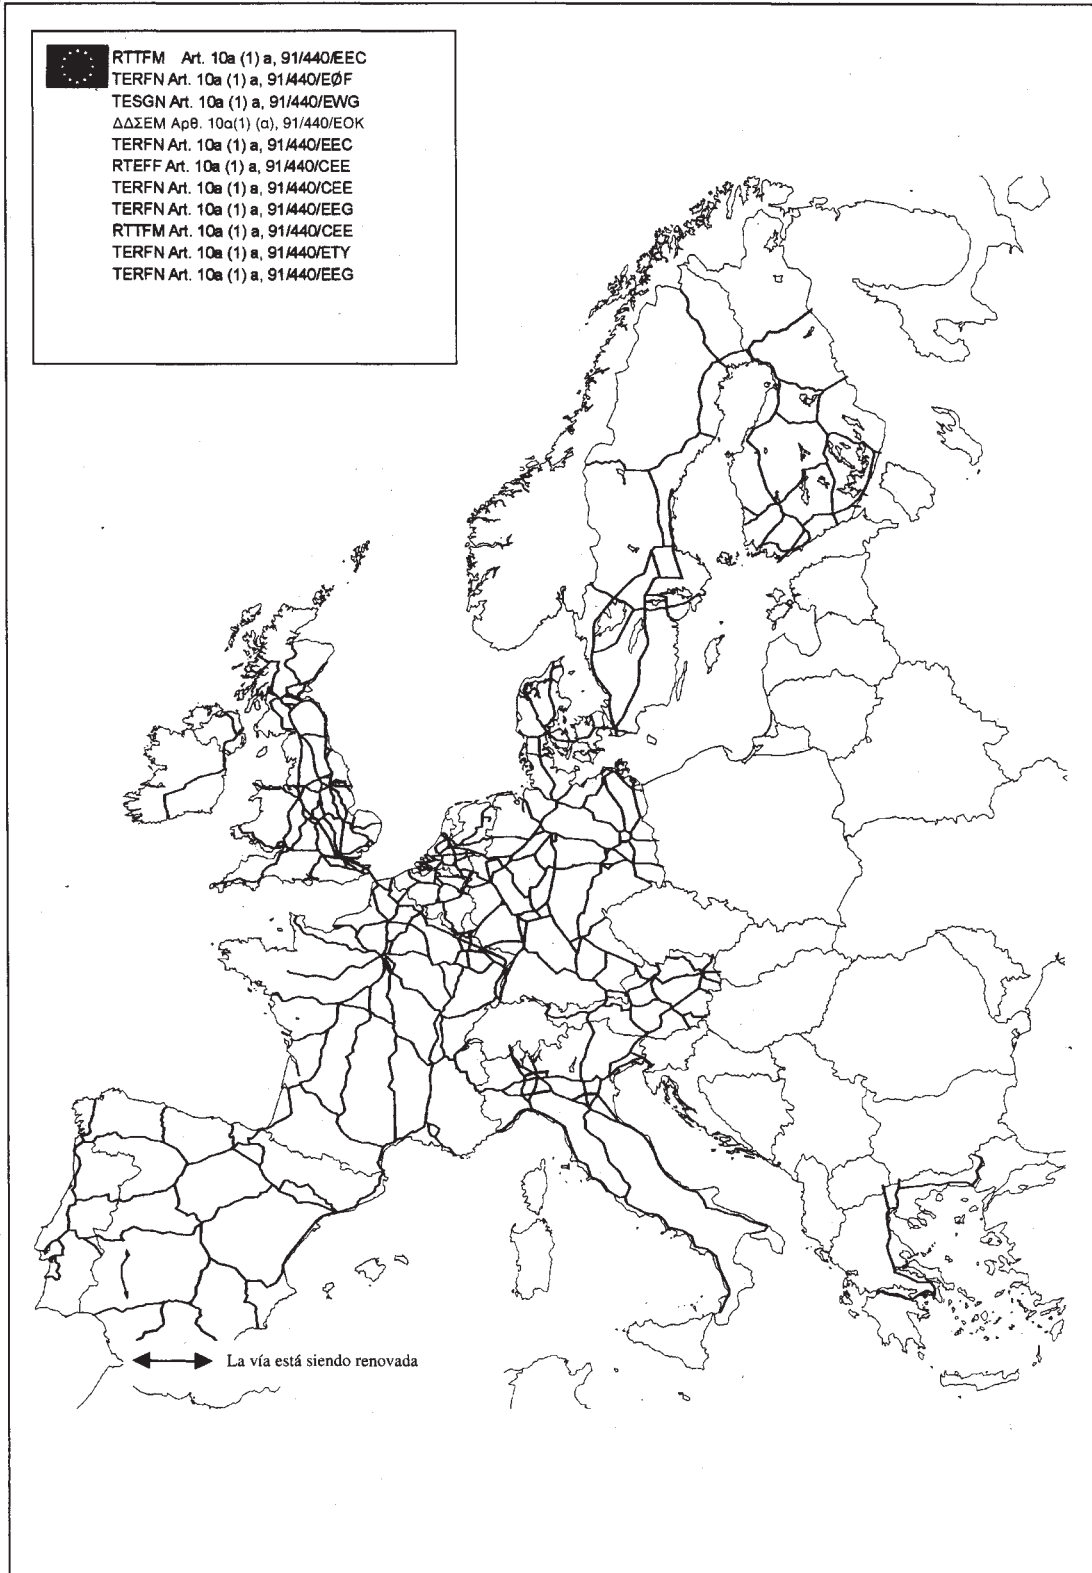 RTTFM Art. 10a (1) a, 91/440/EEC
TERFN Art. 10a (1) a, 91/440/EØF
TESGN Art. 10a (1) a, 91/440/EWG
ΔΔΣΕΜ Αρθ. 10α(1) (α), 91/440/ΕΟΚ
TERFN Art. 10a (1) a, 91/440/EEC
RTEFF Art. 10a (1) a, 91/440/CEE
TERFN Art. 10a (1) a, 91/440/CEE
TERFN Art. 10a (1) a, 91/440/EEG
RTTFM Art. 10a (1) a, 91/440/CEE
TERFN Art. 10a (1) a, 91/440/ETY
TERFN Art. 10a (1) a, 91/440/EEG
La vía está siendo renovada